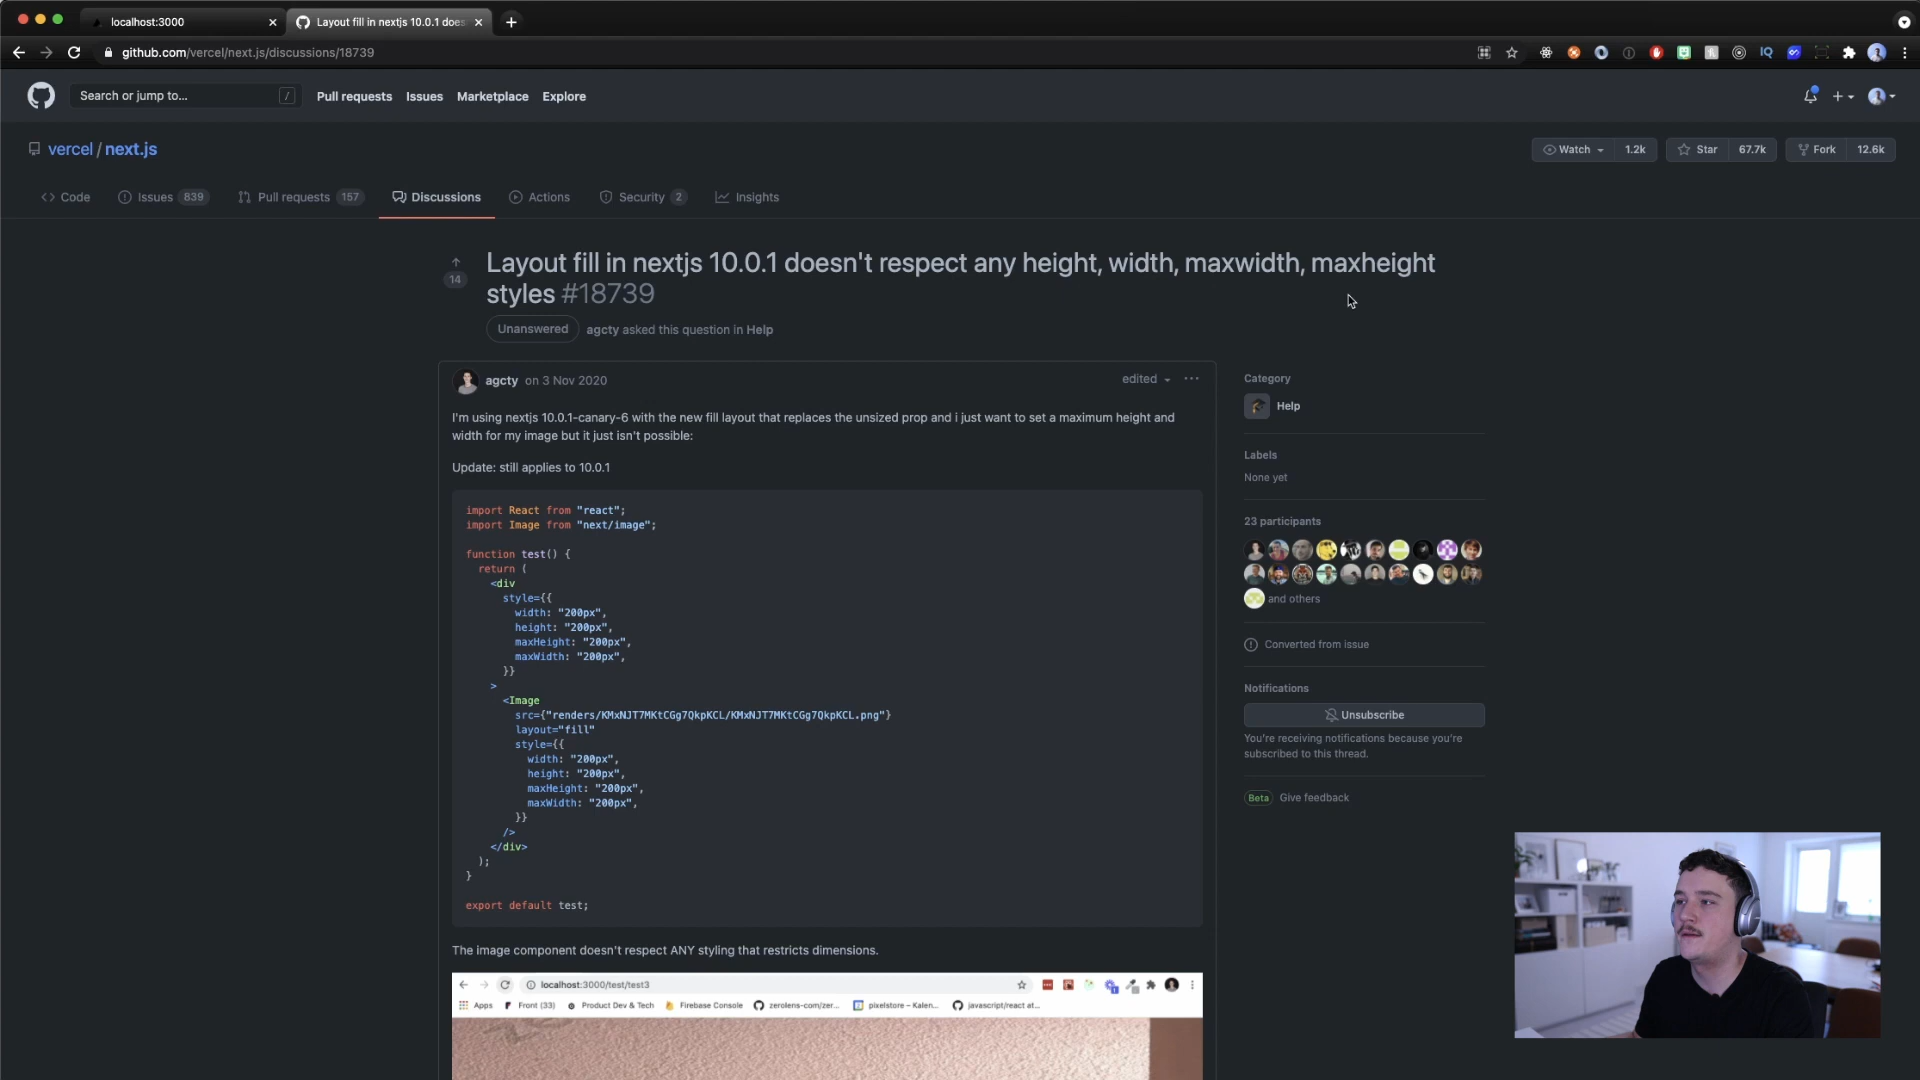 localhost:3000
Layout fill in nextjs 10.0.1 does
github.com/vercel/next.js/discussions/18739
IQ
Search or jump to...
/
Pull requests
Issues
Marketplace
Explore
vercel / next.js
Watch
1.2k
Star
67.7k
Fork
12.6k
Code
Issues 839
Pull requests 157
Discussions
Actions
Security 2
Insights
14
Layout fill in nextjs 10.0.1 doesn't respect any height, width, maxwidth, maxheight
styles #18739
Unanswered
agcty asked this question in Help
agcty on 3 Nov 2020
edited
I'm using nextjs 10.0.1-canary-6 with the new fill layout that replaces the unsized prop and i just want to set a maximum height and
width for my image but it just isn't possible:
Update: still applies to 10.0.1
import React from "react";
import Image from "next/image";
function test() {
return (
<div
style={{
width: "200px",
height: "200px",
maxHeight: "200px",
maxWidth: "200px",
}}
>
<Image
src={"renders/KMxNJT7MKtCGg7QkpKCL/KMxNJT7MKtCGg7QkpKCL.png"}
layout="fill"
style={{
width: "200px",
height: "200px",
maxHeight: "200px",
maxWidth: "200px",
}}
/>
</div>
);
}
export default test;
The image component doesn't respect ANY styling that restricts dimensions.
localhost:3000/test/test3
Apps
Front (33)
Product Dev & Tech
Firebase Console
zerolens-com/zer...
pixelstore – Kalen...
javascript/react at...
Category
Help
Labels
None yet
23 participants
and others
Converted from issue
Notifications
Unsubscribe
You're receiving notifications because you're
subscribed to this thread.
Beta Give feedback